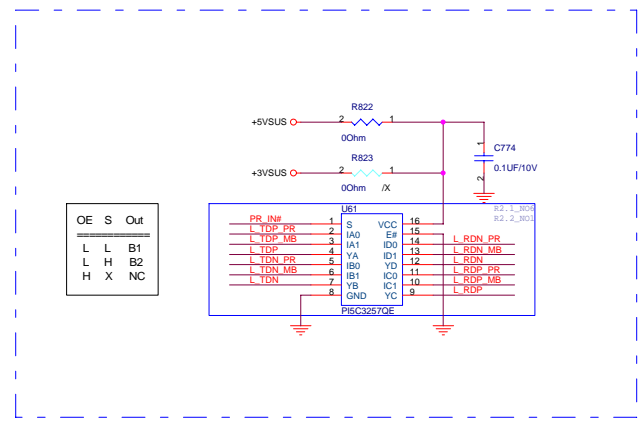 R822
+5VSUS 2 1
0Ohm
C774
1
0.1UF/10V
2
R823
+3VSUS 2 1
0Ohm /X
R2.1_NO6
R2.2_NO1
U61
PR_IN# 1 S VCC 16
L_TDP_PR 2 IA0 E# 15
L_TDP_MB 3 IA1 ID0 14 L_RDN_PR
L_TDP 4 YA ID1 13 L_RDN_MB
L_TDN_PR 5 IB0 YD 12 L_RDN
L_TDN_MB 6 IB1 IC0 11 L_RDP_PR
L_TDN 7 YB IC1 10 L_RDP_MB
8 GND YC 9 L_RDP
PI5C3257QE
OE S Out
===========
L L B1
L H B2
H X NC